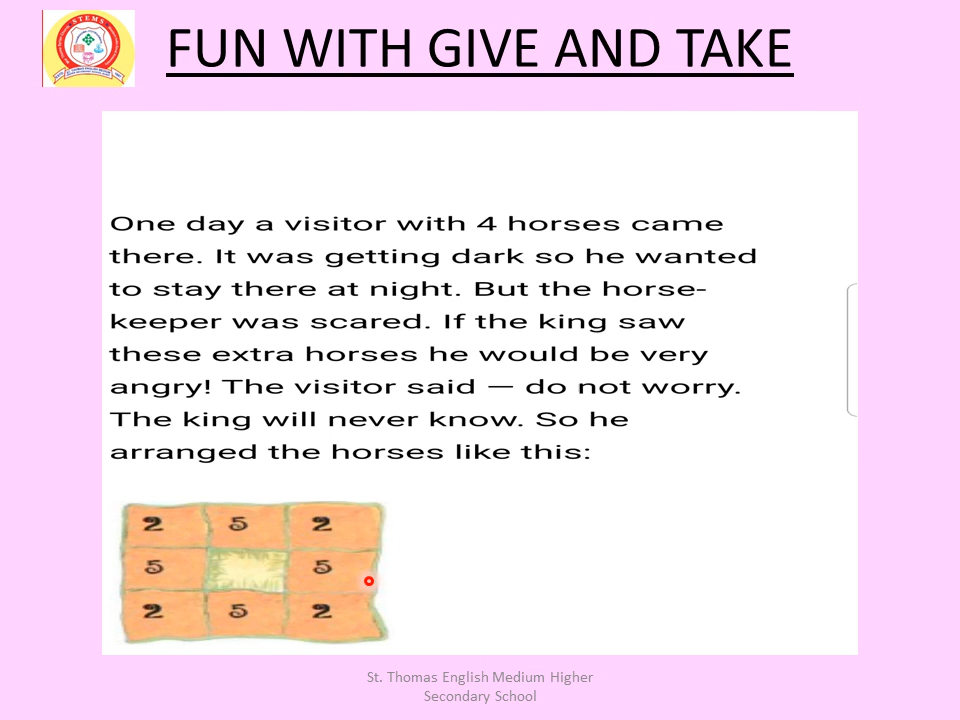 STEMS
FUN WITH GIVE AND TAKE
One day a visitor with 4 horses came
there. It was getting dark so he wanted
to stay there at night. But the horse-
keeper was scared. If the king saw
these extra horses he would be very
angry! The visitor said — do not worry.
The king will never know. So he
arranged the horses like this:
2 5 2
5 5
2 5 2
St. Thomas English Medium Higher
Secondary School